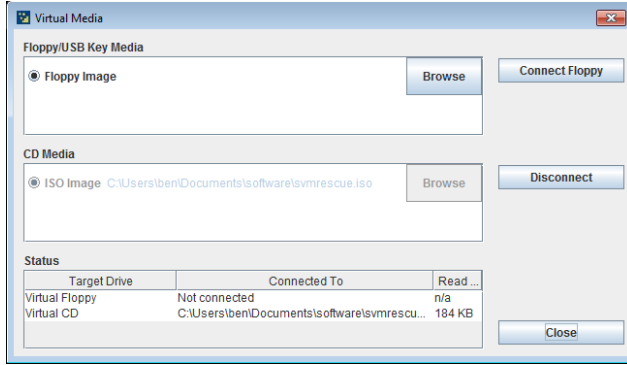 Virtual Media
Floppy/USB Key Media
Floppy Image
Browse
Connect Floppy
CD Media
ISO Image C:\Users\ben\Documents\software\svmrescue.iso
Browse
Disconnect
Status
Target Drive Connected To Read ...
Virtual Floppy Not connected n/a
Virtual CD C:\Users\ben\Documents\software\svmrescu... 184 KB
Close